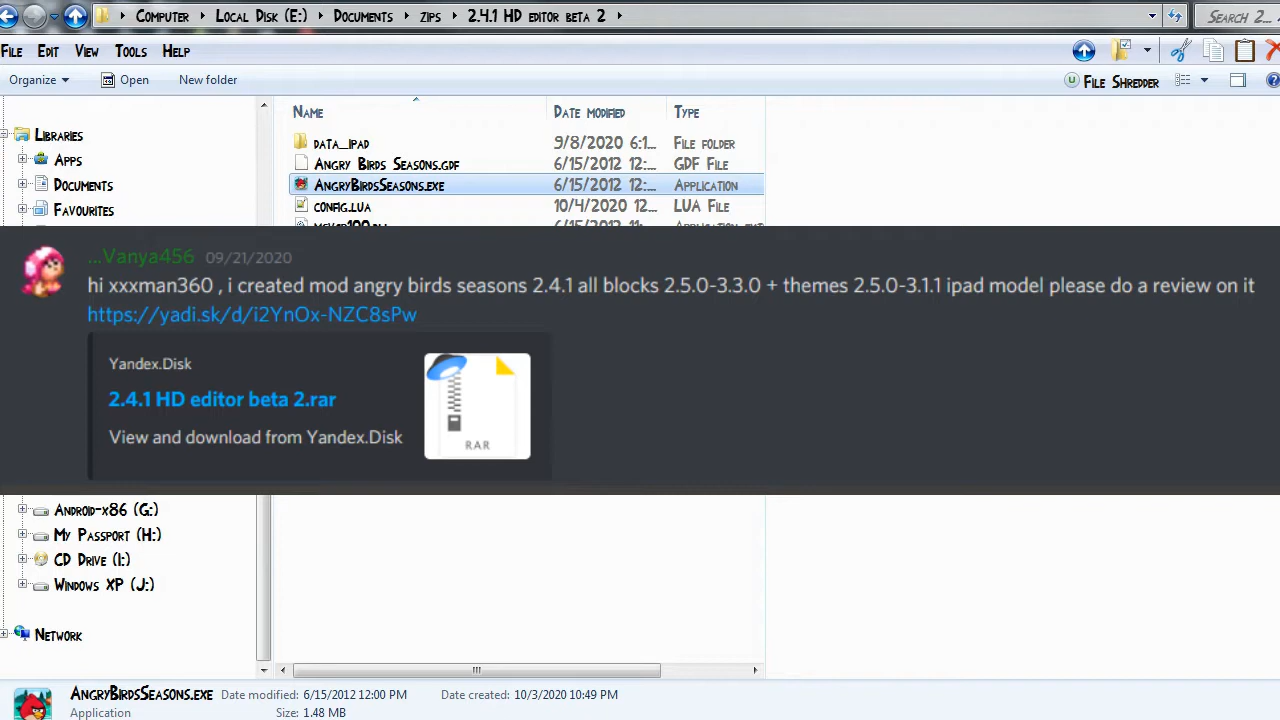 Computer Local Disk (E:) Documents zips 2.4.1 HD editor beta 2
Search 2...
File Edit View Tools Help
Organize Open New folder
File Shredder
Name Date modified Type
data_ipad 9/8/2020 6:1... File folder
Angry Birds Seasons.gdf 6/15/2012 12:... GDF File
AngryBirdsSeasons.exe 6/15/2012 12:... Application
config.lua 10/4/2020 12... LUA File
Libraries
Apps
Documents
Favourites
...Vanya456 09/21/2020
hi xxxman360 , i created mod angry birds seasons 2.4.1 all blocks 2.5.0-3.3.0 + themes 2.5.0-3.1.1 ipad model please do a review on it
https://yadi.sk/d/i2YnOx-NZC8sPw
Yandex.Disk
2.4.1 HD editor beta 2.rar
View and download from Yandex.Disk
RAR
Android-x86 (G:)
My Passport (H:)
CD Drive (I:)
Windows XP (J:)
Network
AngryBirdsSeasons.exe Date modified: 6/15/2012 12:00 PM Date created: 10/3/2020 10:49 PM
Application Size: 1.48 MB